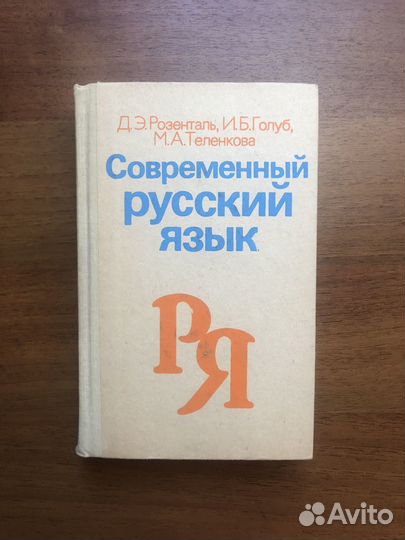 Д.Э.Розенталь, И.Б.Голуб,
М.А.Теленкова
Современный
русский
язык
РЯ
Avito